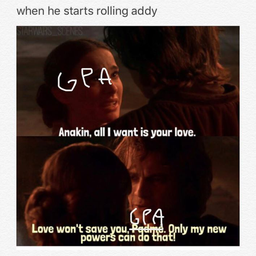 when he starts rolling addy
GPA
Anakin, all I want is your love.
GPA
Love won't save you, Padmé. Only my new
powers can do that!